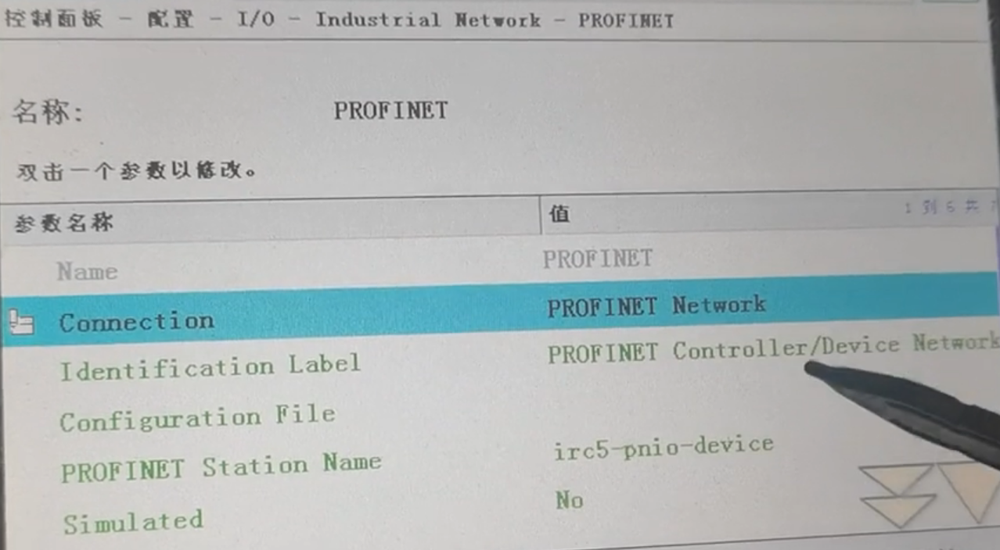 控制面板 - 配置 - I/O - Industrial Network - PROFINET
名称: PROFINET
双击一个参数以修改。
参数名称 值 1 到 6 共
Name PROFINET
Connection PROFINET Network
Identification Label PROFINET Controller/Device Network
Configuration File
PROFINET Station Name irc5-pnio-device
Simulated No